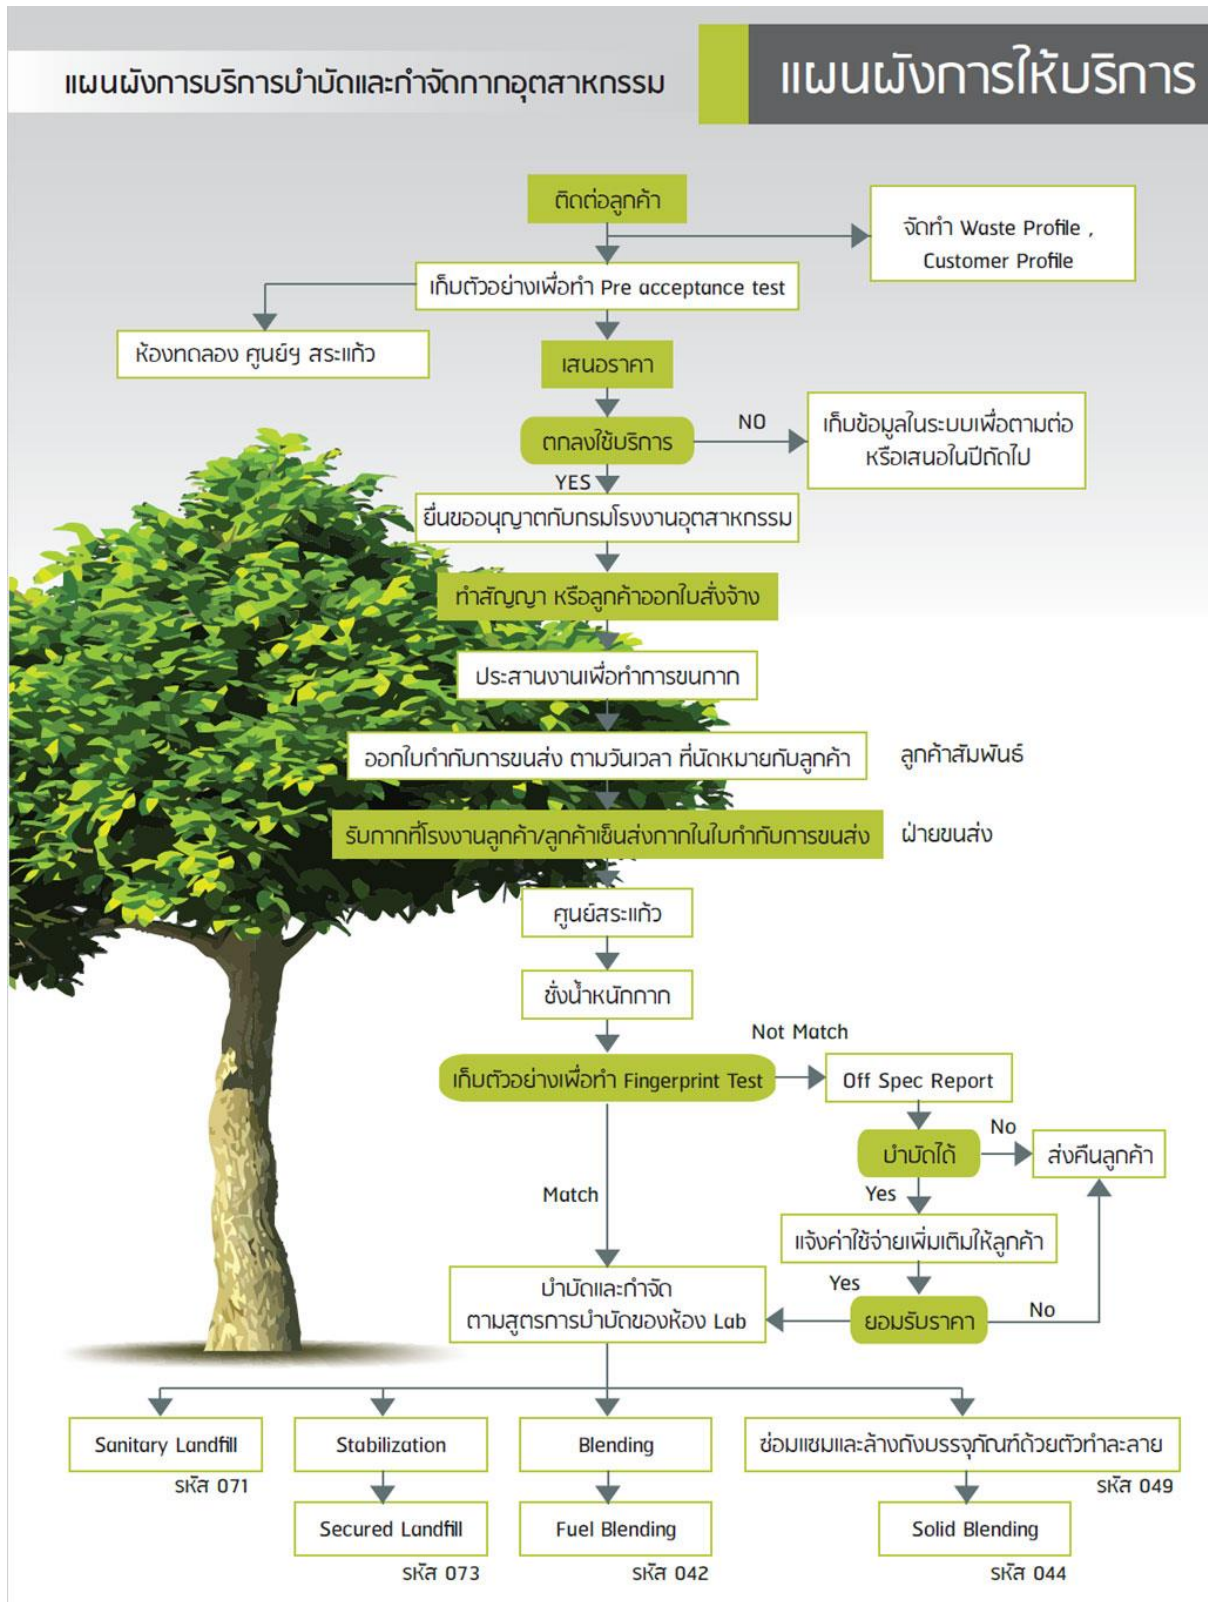 แผนผังการบริการบำบัดและกำจัดกากอุตสาหกรรม
แผนผังการให้บริการ
ติดต่อลูกค้า
จัดทำ Waste Profile ,
Customer Profile
เก็บตัวอย่างเพื่อทำ Pre acceptance test
ห้องทดลอง ศูนย์ฯ สระแก้ว
เสนอราคา
ตกลงใช้บริการ
NO
เก็บข้อมูลในระบบเพื่อตามต่อ
หรือเสนอในปีถัดไป
YES
ยื่นขออนุญาตกับกรมโรงงานอุตสาหกรรม
ทำสัญญา หรือลูกค้าออกใบสั่งจ้าง
ประสานงานเพื่อทำการขนกาก
ออกใบกำกับการขนส่ง ตามวันเวลา ที่นัดหมายกับลูกค้า
ลูกค้าสัมพันธ์
รับกากที่โรงงานลูกค้า/ลูกค้าเซ็นส่งกากในใบกำกับการขนส่ง
ฝ่ายขนส่ง
ศูนย์สระแก้ว
ชั่งน้ำหนักกาก
Not Match
เก็บตัวอย่างเพื่อทำ Fingerprint Test
Off Spec Report
No
บำบัดได้
ส่งคืนลูกค้า
Match
Yes
แจ้งค่าใช้จ่ายเพิ่มเติมให้ลูกค้า
Yes
บำบัดและกำจัด
ตามสูตรการบำบัดของห้อง Lab
ยอมรับราคา
No
Sanitary Landfill
Stabilization
Blending
ซ่อมแซมและล้างถังบรรจุภัณฑ์ด้วยตัวทำละลาย
รหัส 071
รหัส 049
Secured Landfill
Fuel Blending
Solid Blending
รหัส 073
รหัส 042
รหัส 044